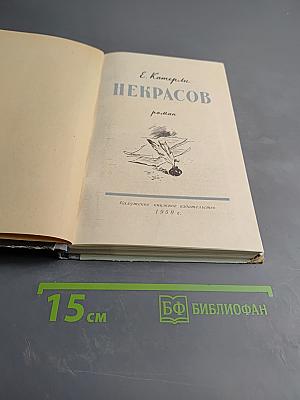 Е. Катерли
НЕКРАСОВ
роман
Калужское книжное издательство
1959 г.
15 см
БФ БИБЛИОФАН